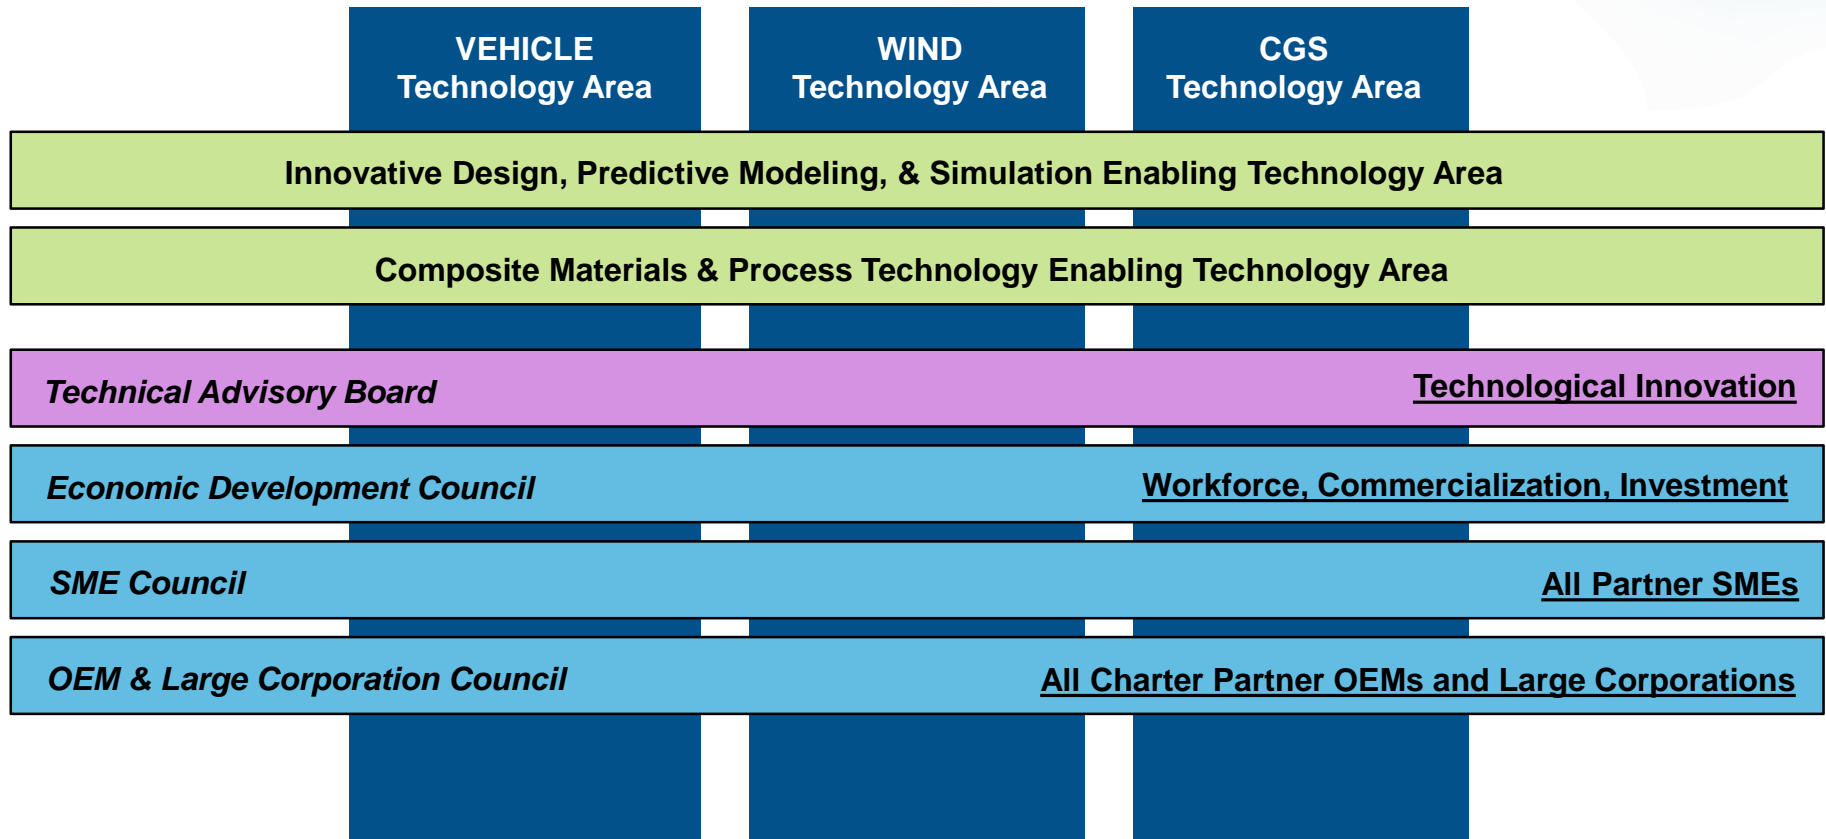 VEHICLE
Technology Area
WIND
Technology Area
CGS
Technology Area
Innovative Design, Predictive Modeling, & Simulation Enabling Technology Area
Composite Materials & Process Technology Enabling Technology Area
Technical Advisory Board
Technological Innovation
Economic Development Council
Workforce, Commercialization, Investment
SME Council
All Partner SMEs
OEM & Large Corporation Council
All Charter Partner OEMs and Large Corporations